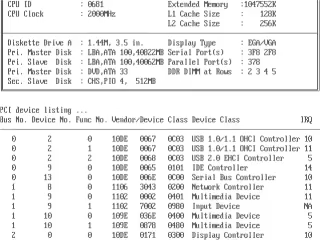 CPU ID : 0681 Extended Memory :1047552K
CPU Clock : 2000MHz L1 Cache Size : 128K
L2 Cache Size : 256K
Diskette Drive A : 1.44M, 3.5 in. Display Type : EGA/VGA
Pri. Master Disk : LBA,ATA 100,40822MB Serial Port(s) : 3F8 2F8
Pri. Slave Disk : LBA,ATA 100,40062MB Parallel Port(s) : 378
Sec. Master Disk : DVD,ATA 33 DDR DIMM at Rows : 2 3 4 5
Sec. Slave Disk : CHS,PIO 4, 512MB
PCI device listing ...
Bus No. Device No. Func No. Vendor/Device Class Device Class IRQ
0 2 0 10DE 0067 0C03 USB 1.0/1.1 OHCI Controller 10
0 2 1 10DE 0067 0C03 USB 1.0/1.1 OHCI Controller 11
0 2 2 10DE 0068 0C03 USB 2.0 EHCI Controller 5
0 9 0 10DE 0065 0101 IDE Controller 14
0 13 0 10DE 006E 0C00 Serial Bus Controller 10
1 8 0 1106 3043 0200 Network Controller 11
1 9 0 1102 0002 0401 Multimedia Device 11
1 9 1 1102 7002 0980 Input Device NA
1 10 0 109E 036E 0400 Multimedia Device 5
1 10 1 109E 0878 0480 Multimedia Device 5
2 0 0 10DE 0171 0300 Display Controller 10